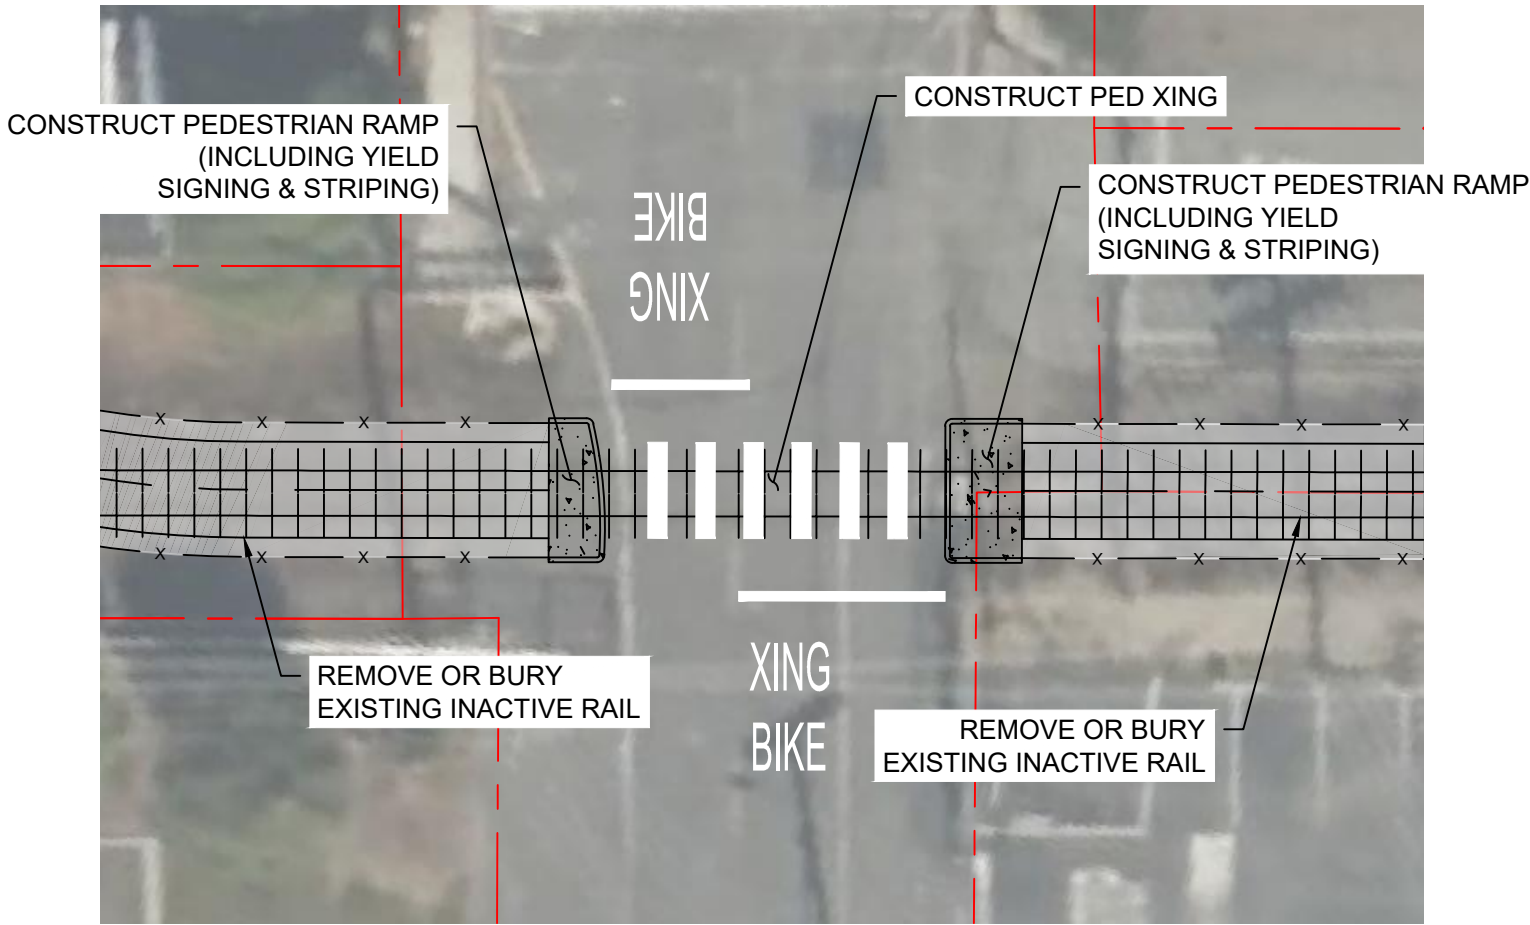 CONSTRUCT PED XING
CONSTRUCT PEDESTRIAN RAMP
(INCLUDING YIELD
SIGNING & STRIPING)
CONSTRUCT PEDESTRIAN RAMP
(INCLUDING YIELD
SIGNING & STRIPING)
BIKE
XING
X X X X
X X X X
X X X X
X X X X
XING
BIKE
REMOVE OR BURY
EXISTING INACTIVE RAIL
REMOVE OR BURY
EXISTING INACTIVE RAIL